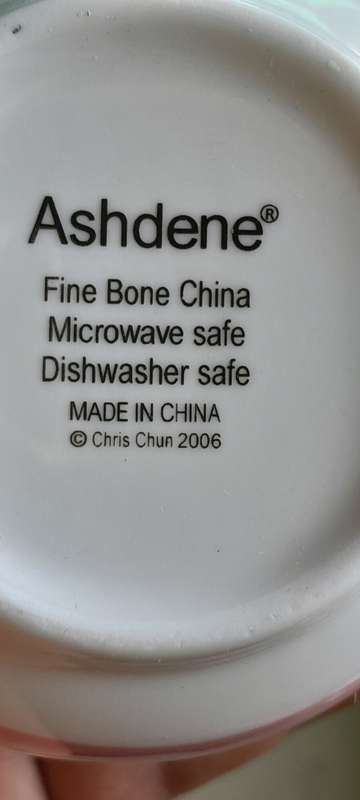 Ashdene®
Fine Bone China
Microwave safe
Dishwasher safe
MADE IN CHINA
© Chris Chun 2006